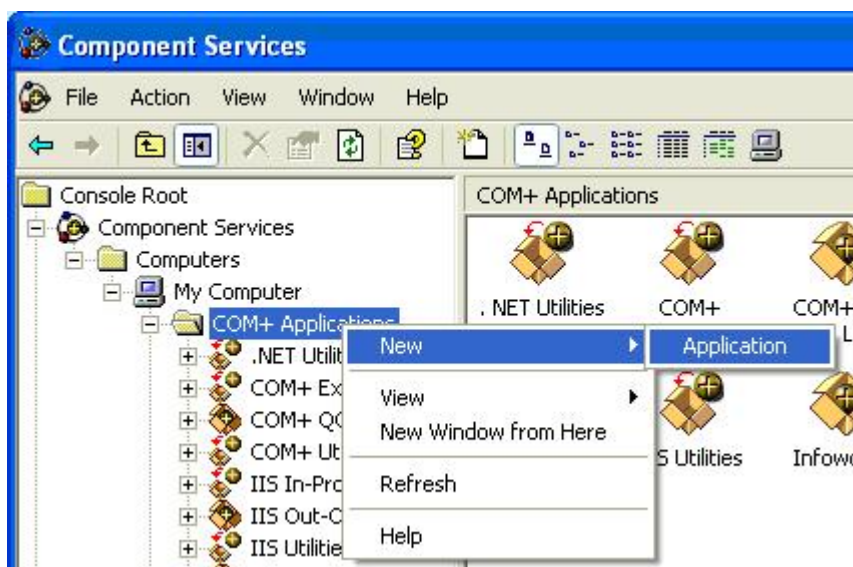 Component Services
File Action View Window Help
Console Root
Component Services
Computers
My Computer
COM+ Applications
.NET Utilit
COM+ Ex
COM+ QC
COM+ Ut
IIS In-Pro
IIS Out-O
IIS Utilitie
COM+ Applications
. NET Utilities COM+ COM+
L
S Utilities Infow
New
Application
View
New Window from Here
Refresh
Help